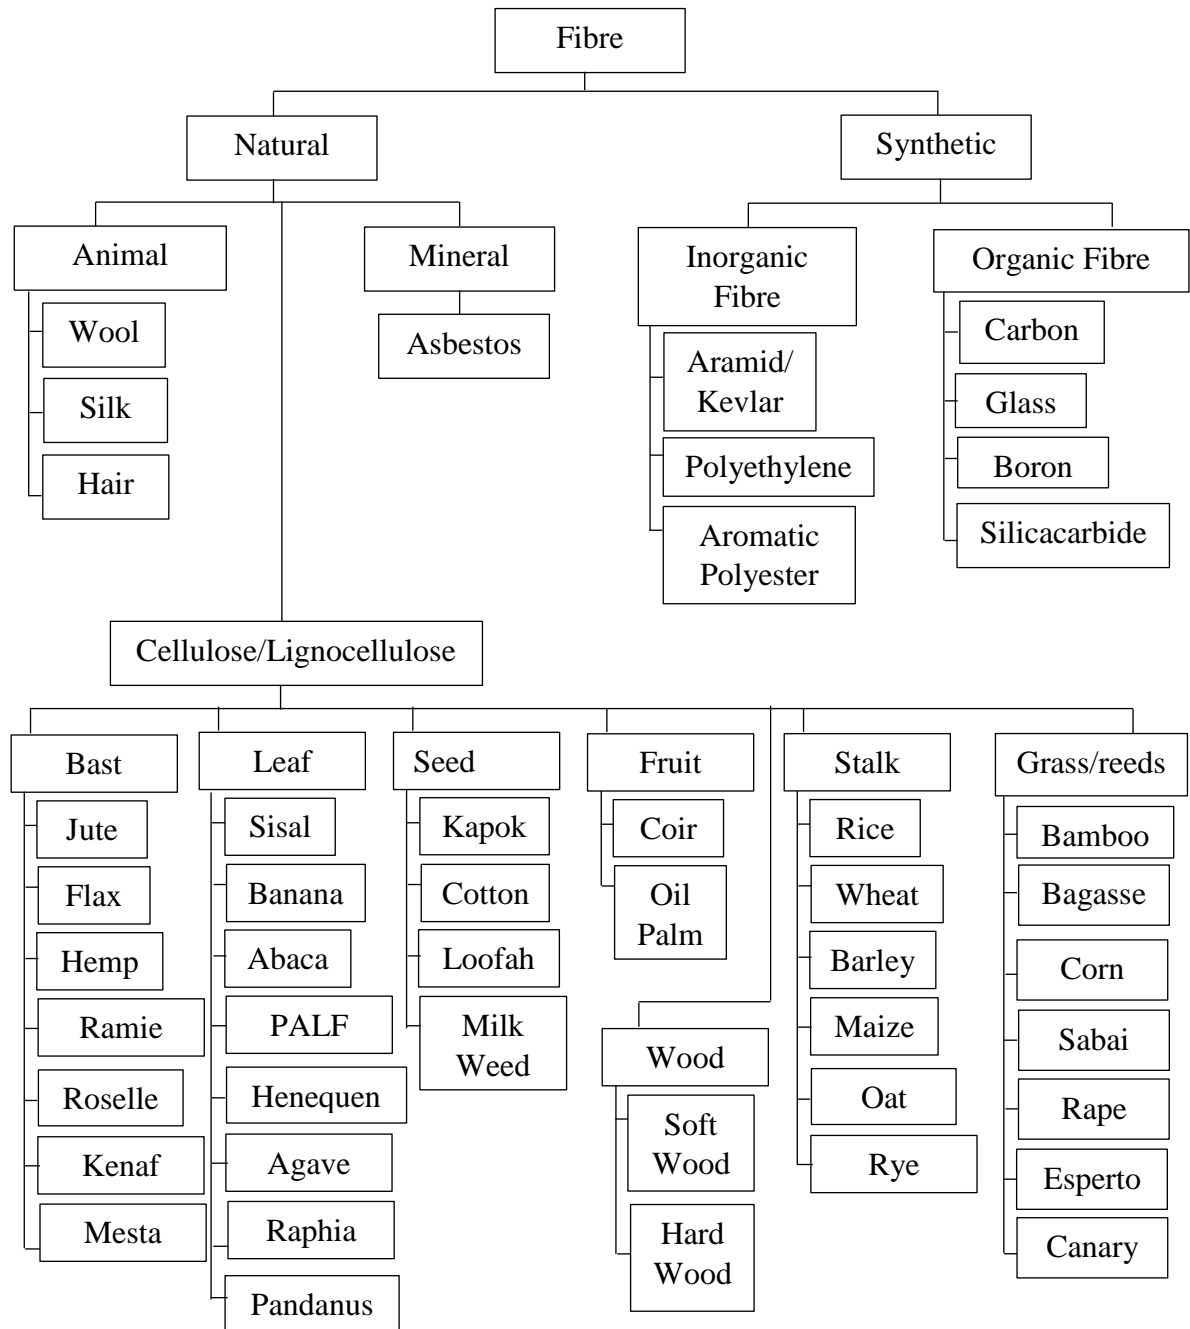 Fibre
Natural
Synthetic
Animal
Mineral
Inorganic
Fibre
Organic Fibre
Wool
Silk
Hair
Asbestos
Aramid/
Kevlar
Polyethylene
Aromatic
Polyester
Carbon
Glass
Boron
Silicacarbide
Cellulose/Lignocellulose
Bast
Jute
Flax
Hemp
Ramie
Roselle
Kenaf
Mesta
Leaf
Sisal
Banana
Abaca
PALF
Henequen
Agave
Raphia
Pandanus
Seed
Kapok
Cotton
Loofah
Milk
Weed
Fruit
Coir
Oil
Palm
Wood
Soft
Wood
Hard
Wood
Stalk
Rice
Wheat
Barley
Maize
Oat
Rye
Grass/reeds
Bamboo
Bagasse
Corn
Sabai
Rape
Esperto
Canary